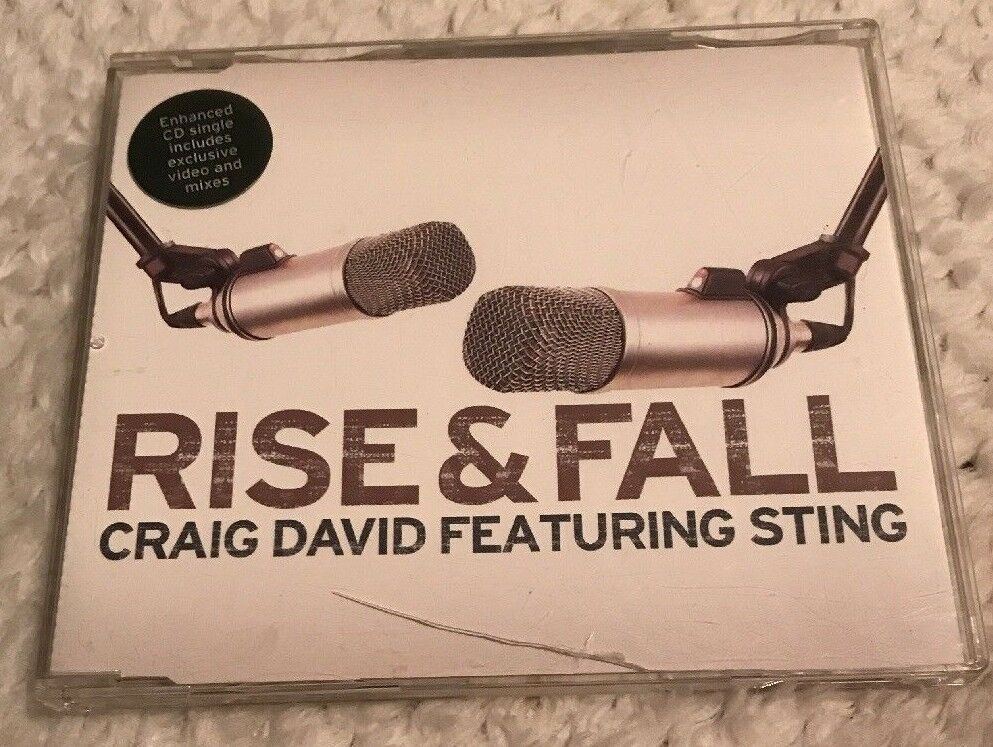 Enhanced
CD single
includes
exclusive
video and
mixes
RISE & FALL
CRAIG DAVID FEATURING STING